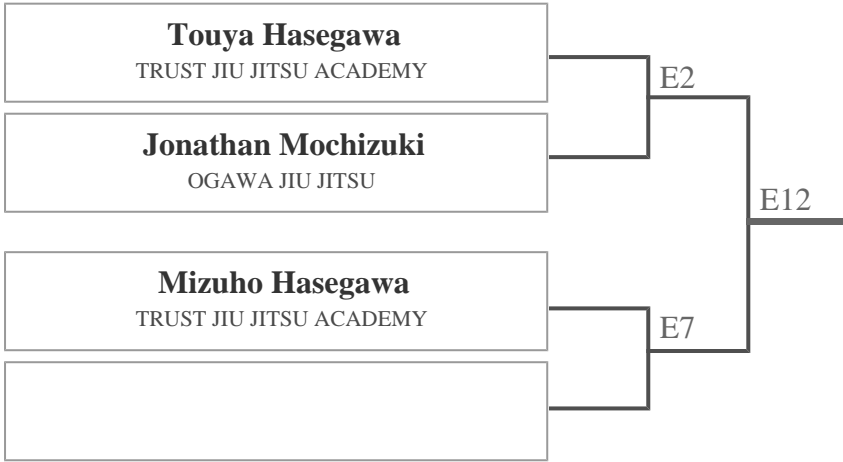 Touya Hasegawa
TRUST JIU JITSU ACADEMY
E2
Jonathan Mochizuki
OGAWA JIU JITSU
E12
Mizuho Hasegawa
TRUST JIU JITSU ACADEMY
E7